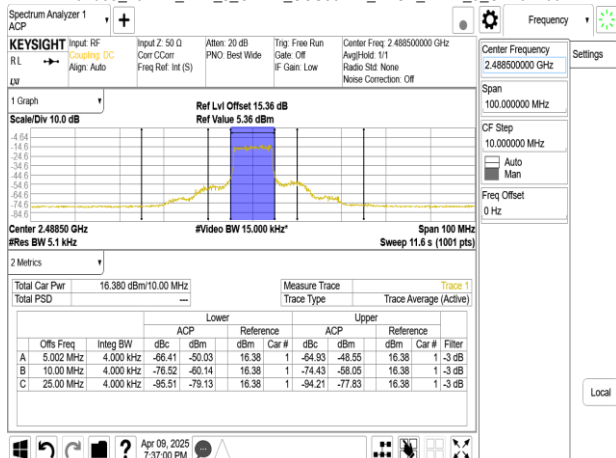 Spectrum Analyzer 1
ACP
+
Frequency
KEYSIGHT
RL
LXI
Input: RF
Coupling: DC
Align: Auto
Input Z: 50 Ω
Corr CCorr
Freq Ref: Int (S)
Atten: 20 dB
PNO: Best Wide
Trig: Free Run
Gate: Off
IF Gain: Low
Center Freq: 2.488500000 GHz
Avg|Hold: 1/1
Radio Std: None
Noise Correction: Off
Center Frequency
2.488500000 GHz
Settings
Span
100.000000 MHz
CF Step
10.000000 MHz
Auto
Man
Freq Offset
0 Hz
Local
1 Graph
Scale/Div 10.0 dB
Ref Lvl Offset 15.36 dB
Ref Value 5.36 dBm
-4.64
-14.6
-24.6
-34.6
-44.6
-54.6
-64.6
-74.6
-84.6
Center 2.48850 GHz
#Video BW 15.000 kHz*
Span 100 MHz
#Res BW 5.1 kHz
Sweep 11.6 s (1001 pts)
2 Metrics
Total Car Pwr 16.380 dBm/10.00 MHz Measure Trace Trace 1
Total PSD --- Trace Type Trace Average (Active)
Lower Upper
ACP Reference ACP Reference
Offs Freq Integ BW dBc dBm dBm Car # dBc dBm dBm Car # Filter
A 5.002 MHz 4.000 kHz -66.41 -50.03 16.38 1 -64.93 -48.55 16.38 1 -3 dB
B 10.00 MHz 4.000 kHz -76.52 -60.14 16.38 1 -74.43 -58.05 16.38 1 -3 dB
C 25.00 MHz 4.000 kHz -95.51 -79.13 16.38 1 -94.21 -77.83 16.38 1 -3 dB
?
Apr 09, 2025
7:37:00 PM